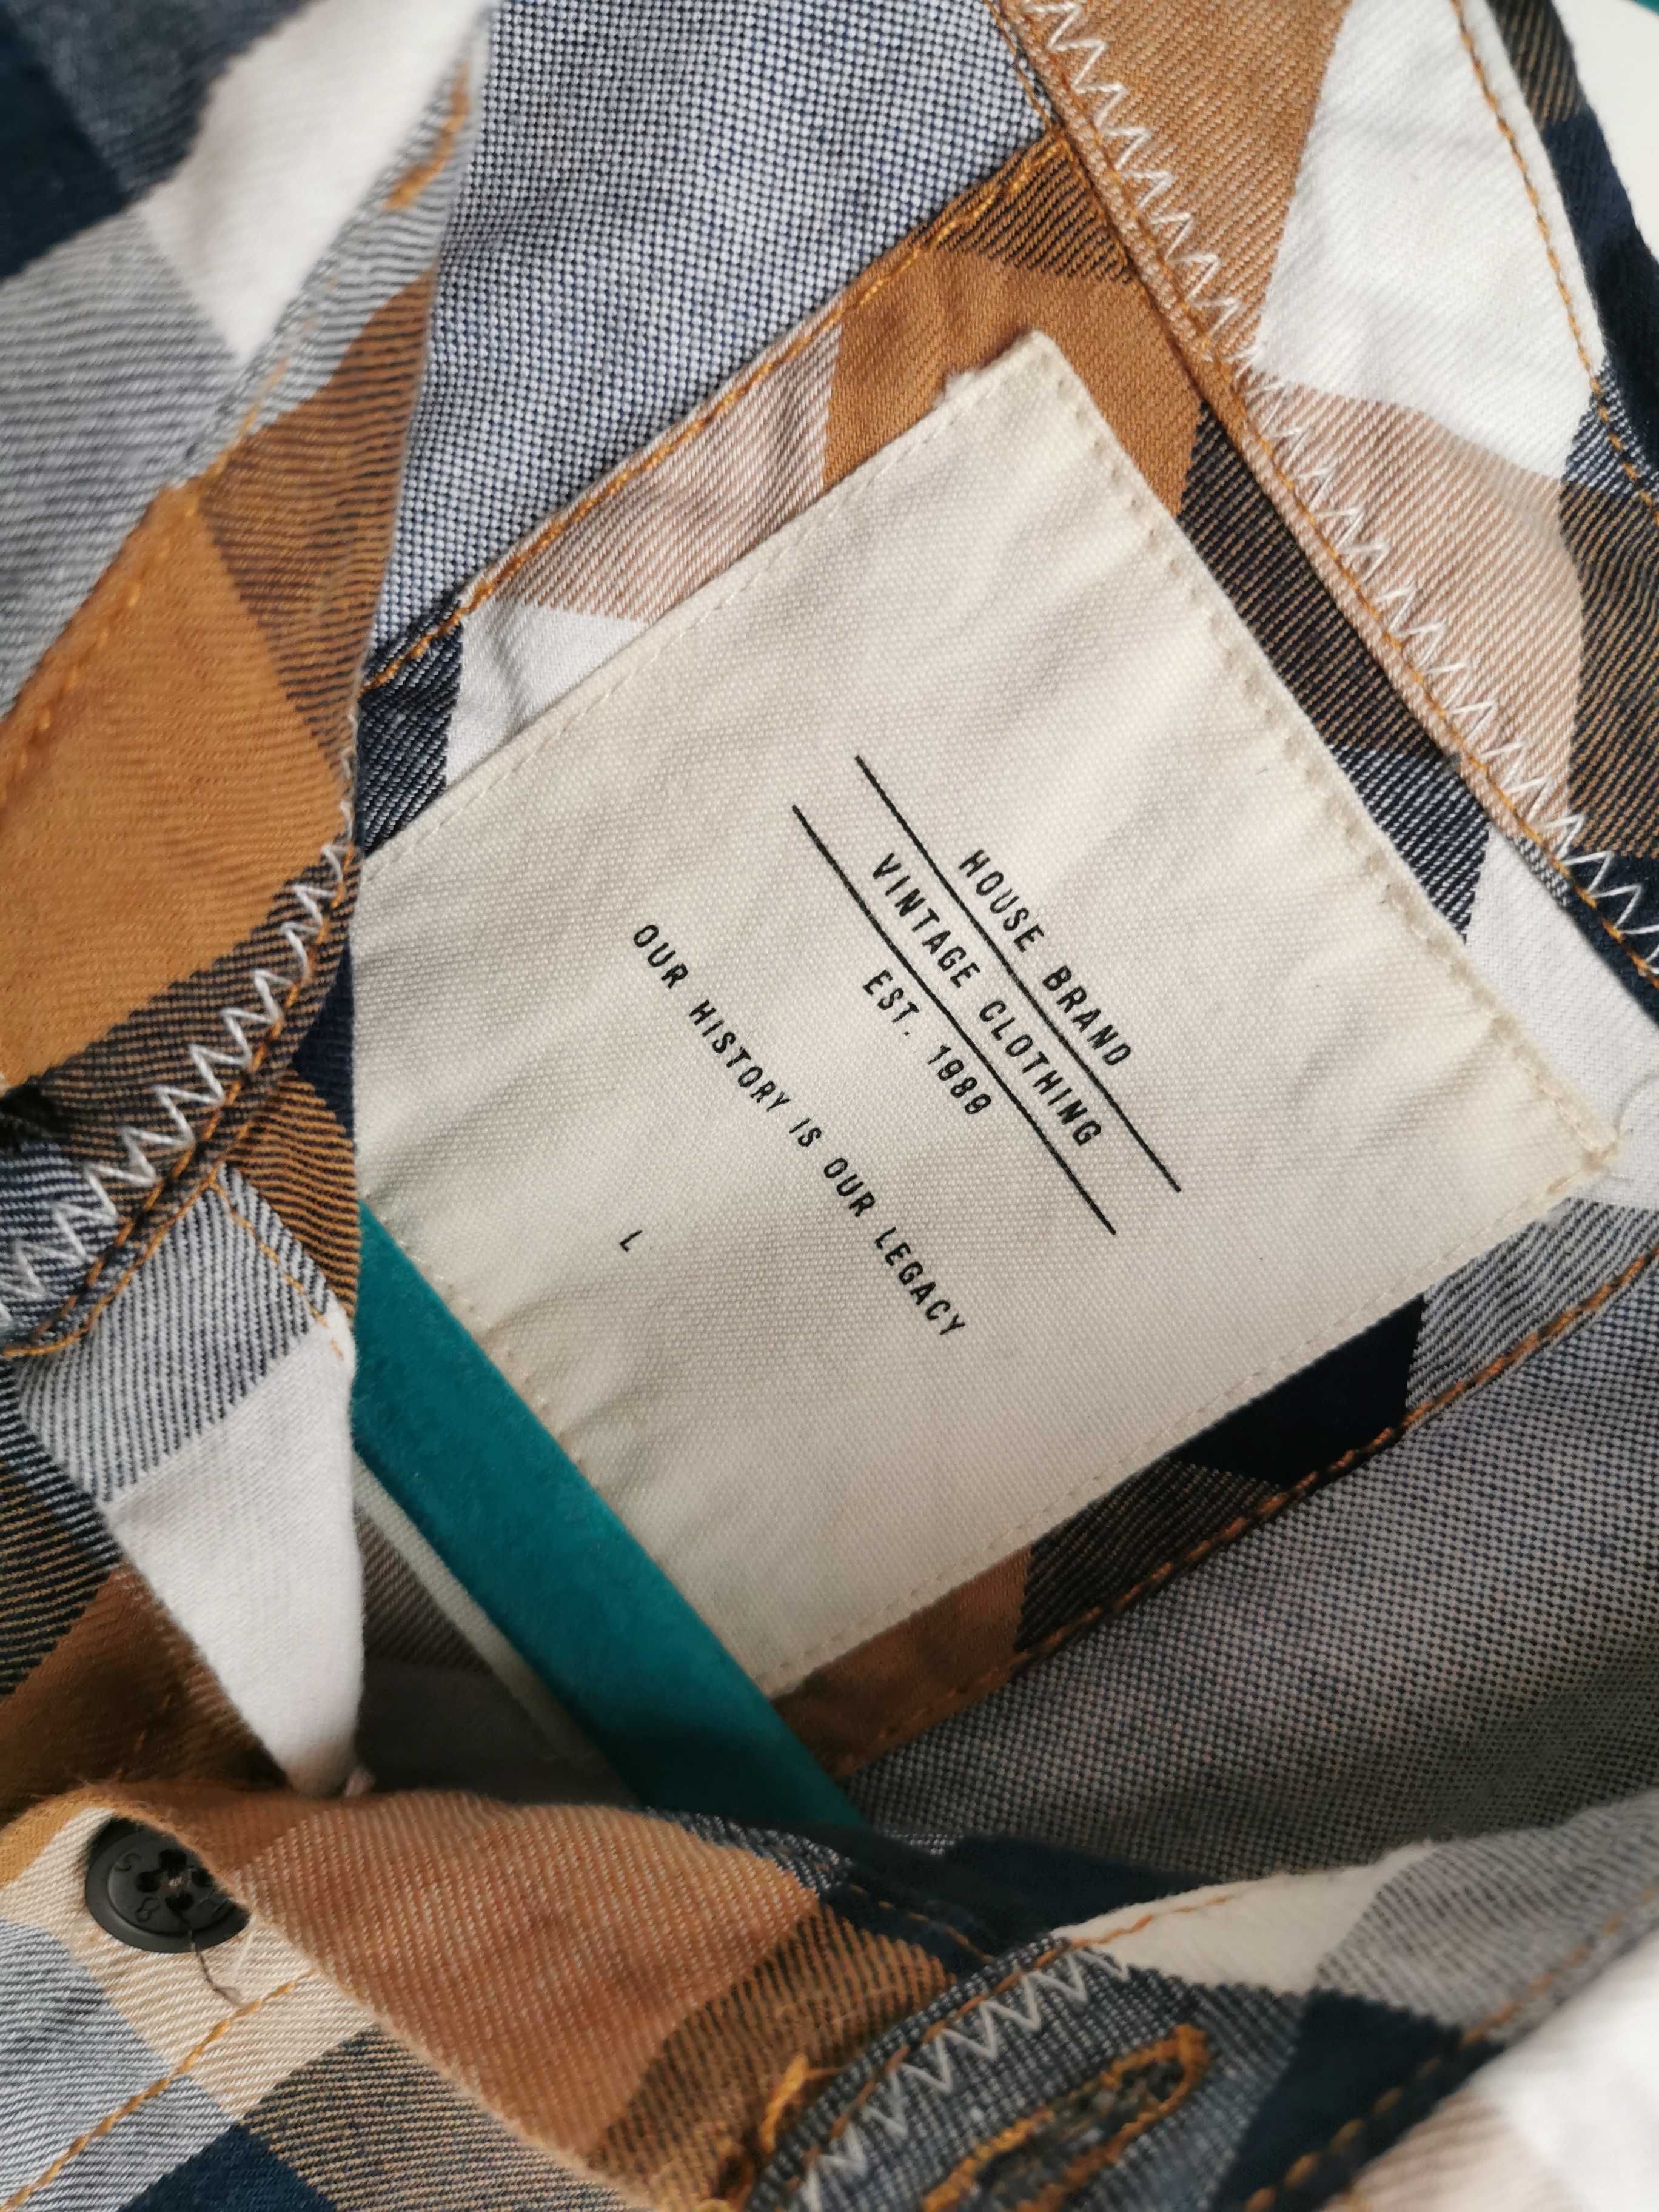 HOUSE BRAND
VINTAGE CLOTHING
EST. 1989
OUR HISTORY IS OUR LEGACY
L